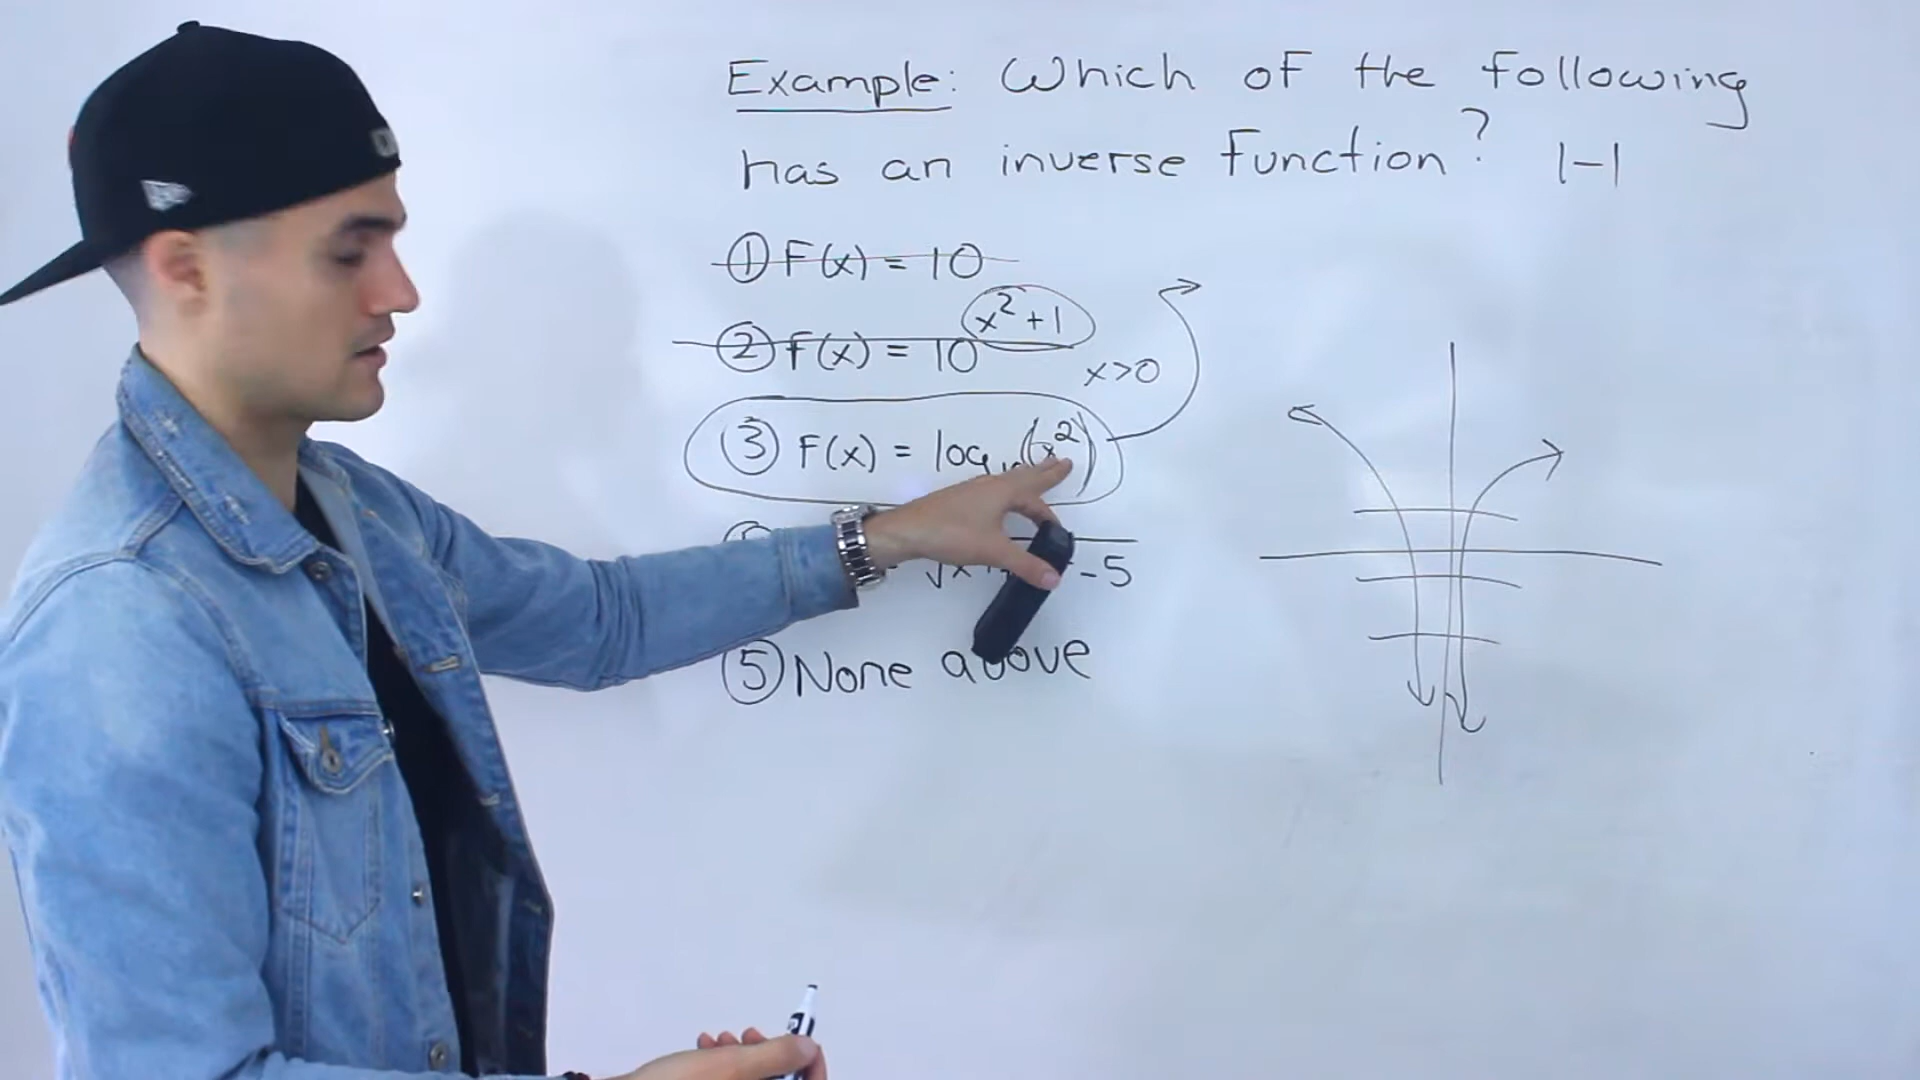 Example: Which of the following
has an inverse function? 1-1
① F(x) = 10
② F(x) = 10^(x²+1)
x>0
③ F(x) = log₁₀(x²)
-5
⑤ None above